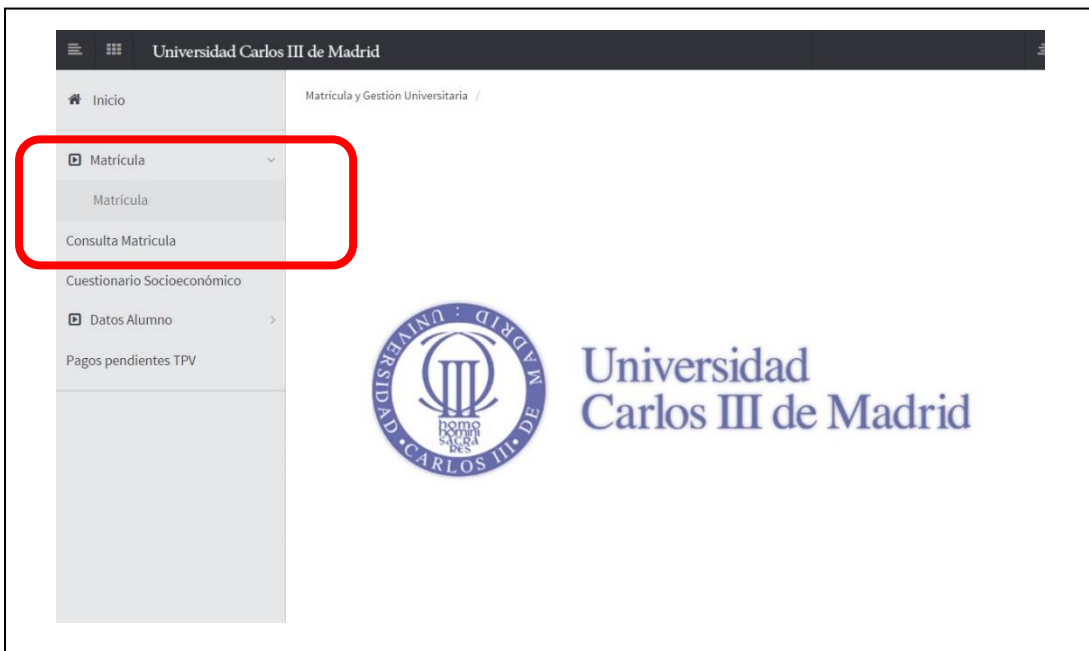 Universidad Carlos III de Madrid
Inicio
Matrícula y Gestión Universitaria /
Matrícula
Matrícula
Consulta Matrícula
Cuestionario Socioeconómico
Datos Alumno
Pagos pendientes TPV
UNIVERSIDAD · CARLOS III · DE MADRID :
homo
homini
sacra
res
Universidad
Carlos III de Madrid